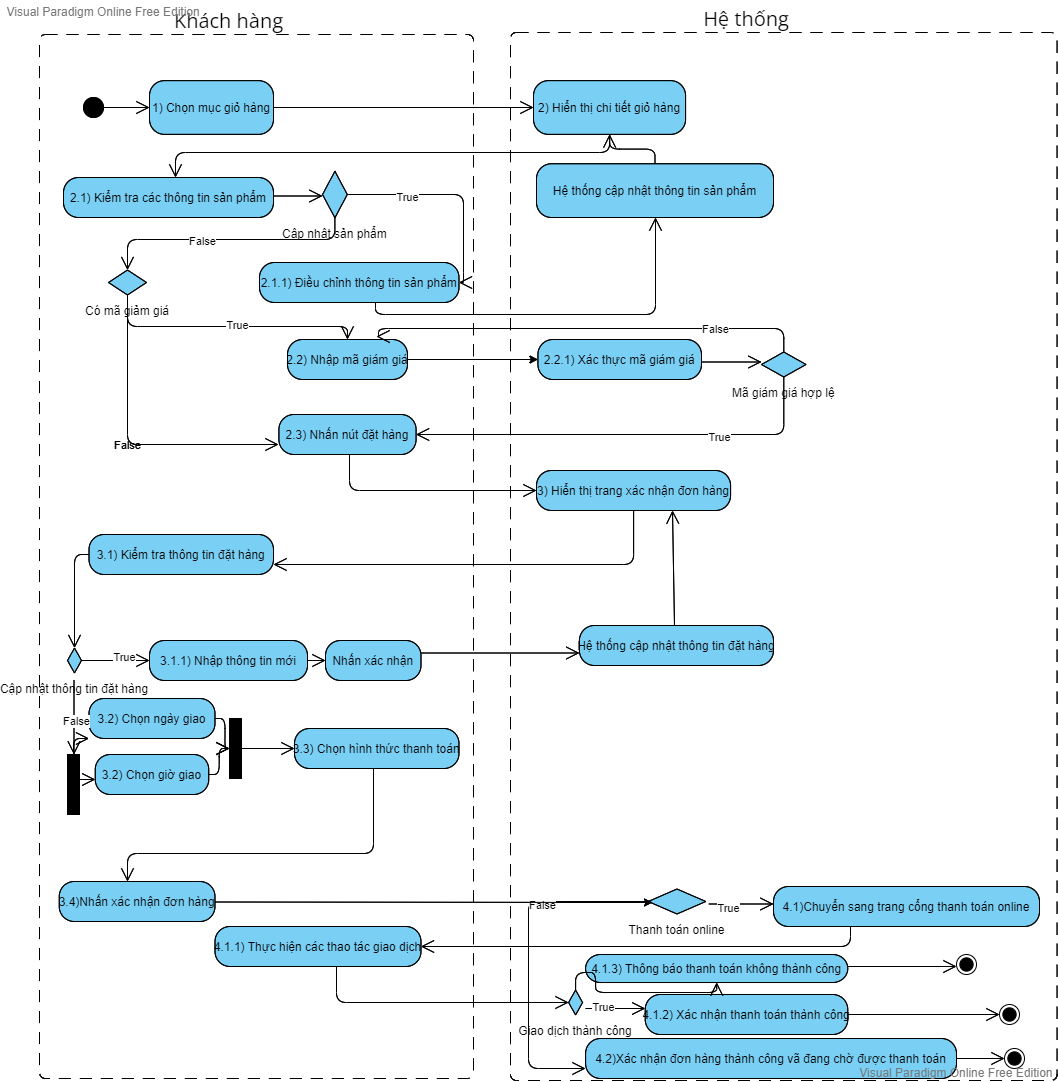 Visual Paradigm Online Free Edition
Khách hàng
Hệ thống
1) Chọn mục giỏ hàng
2) Hiển thị chi tiết giỏ hàng
2.1) Kiểm tra các thông tin sản phẩm
True
Hệ thống cập nhật thông tin sản phẩm
Cập nhật sản phẩm
False
2.1.1) Điều chỉnh thông tin sản phẩm
Có mã giảm giá
True
False
2.2) Nhập mã giám giá
2.2.1) Xác thực mã giám giá
Mã giám giá hợp lệ
True
2.3) Nhấn nút đặt hàng
False
3) Hiển thị trang xác nhận đơn hàng
3.1) Kiểm tra thông tin đặt hàng
True
3.1.1) Nhập thông tin mới
Nhấn xác nhận
Hệ thống cập nhật thông tin đặt hàng
Cập nhật thông tin đặt hàng
False
3.2) Chọn ngày giao
3.2) Chọn giờ giao
3.3) Chọn hình thức thanh toán
3.4)Nhấn xác nhận đơn hàng
False
True
4.1)Chuyển sang trang cổng thanh toán online
Thanh toán online
4.1.1) Thực hiện các thao tác giao dịch
4.1.3) Thông báo thanh toán không thành công
True
4.1.2) Xác nhận thanh toán thành công
Giao dịch thành công
4.2)Xác nhận đơn hàng thành công vã đang chờ được thanh toán
Visual Paradigm Online Free Edition